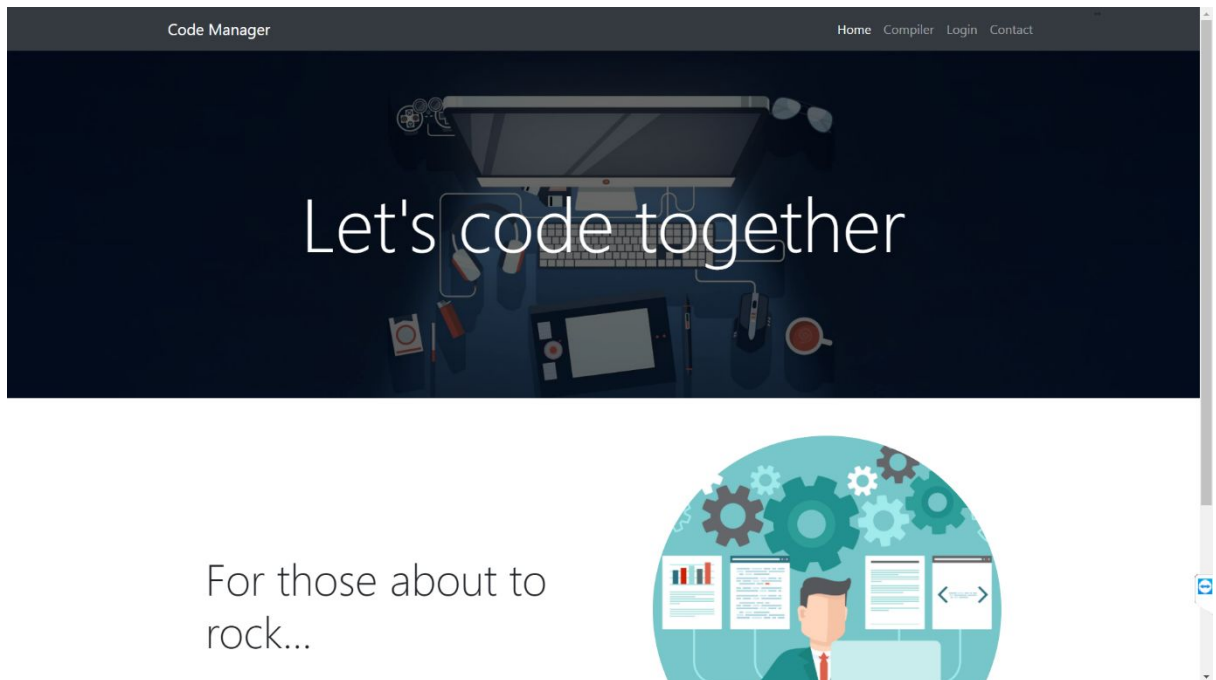 Code Manager
Home Compiler Login Contact
Let's code together
For those about to
rock...